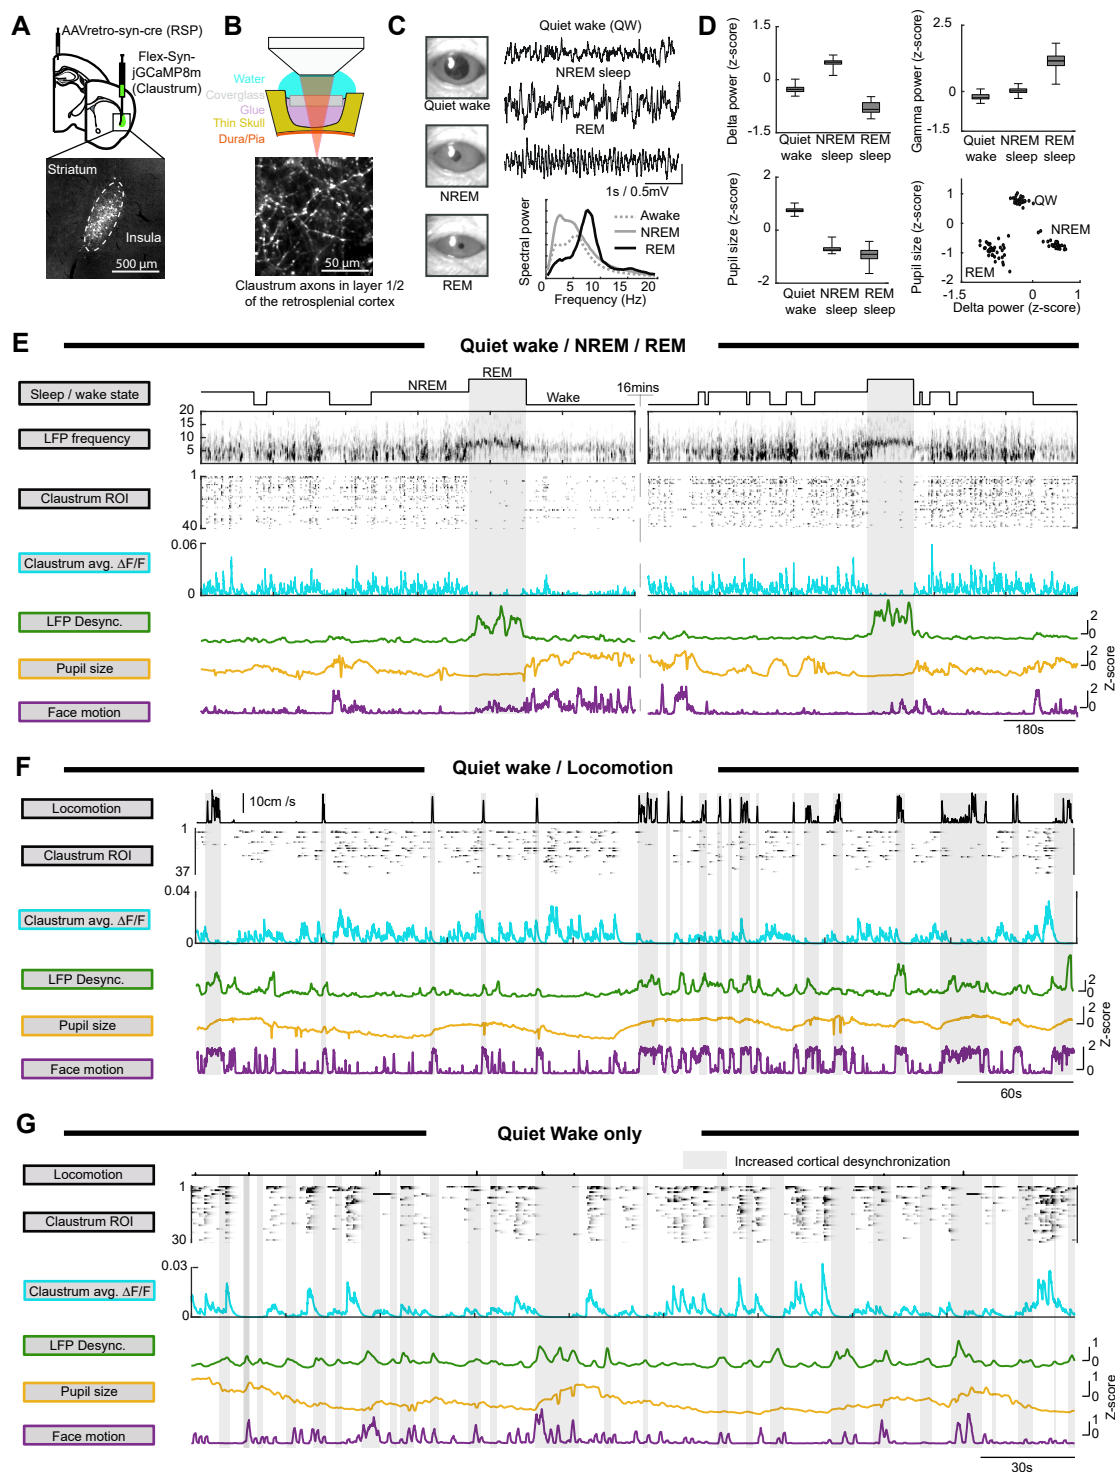 A
AAVretro-syn-cre (RSP)
Flex-Syn-
jGCaMP8m
(Claustrum)
Striatum
Insula
500 µm
B
Water
Coverglass
Glue
Thin Skull
Dura/Pia
50 µm
Claustrum axons in layer 1/2
of the retrosplenial cortex
C
Quiet wake
NREM
REM
Quiet wake (QW)
NREM sleep
REM
1s / 0.5mV
Spectral power
Awake
NREM
REM
0 5 10 15 20
Frequency (Hz)
D
Delta power (z-score)
1.5
0
-1.5
Quiet wake
NREM sleep
REM sleep
Gamma power (z-score)
2.5
0
-1.5
Quiet wake
NREM sleep
REM sleep
Pupil size (z-score)
2
0
-2
Quiet wake
NREM sleep
REM sleep
Pupil size (z-score)
1
0
-1
QW
NREM
REM
-1.5 0 1
Delta power (z-score)
E
Quiet wake / NREM / REM
Sleep / wake state
NREM
REM
Wake
16mins
LFP frequency
20
15
10
5
Claustrum ROI
1
40
Claustrum avg. ΔF/F
0.06
0
LFP Desync.
2
0
Pupil size
2
0
Face motion
2
0
Z-score
180s
F
Quiet wake / Locomotion
Locomotion
10cm /s
Claustrum ROI
1
37
Claustrum avg. ΔF/F
0.04
0
LFP Desync.
2
0
Pupil size
2
0
Face motion
2
0
Z-score
60s
G
Quiet Wake only
Increased cortical desynchronization
Locomotion
Claustrum ROI
1
30
Claustrum avg. ΔF/F
0.03
0
LFP Desync.
1
0
Pupil size
1
0
Face motion
1
0
Z-score
30s